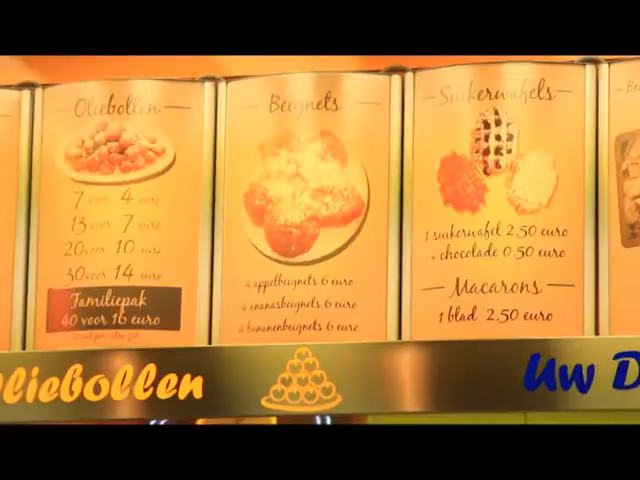 Oliebollen
7 voor 4 euro
13 voor 7 euro
20 voor 10 euro
30 voor 14 euro
Familiepak
40 voor 16 euro
Beignets
4 appelbeignets 6 euro
4 ananasbeignets 6 euro
4 bananenbeignets 6 euro
Suikerwafels
1 suikerwafel 2.50 euro
+ chocolade 0.50 euro
Macarons
1 blad 2.50 euro
Be
Oliebollen
Uw D